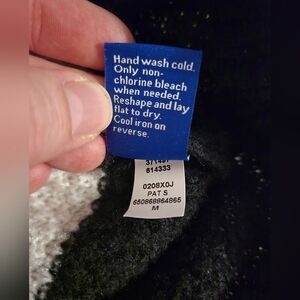 Hand wash cold.
Only non-
chlorine bleach
when needed.
Reshape and lay
flat to dry.
Cool iron on
reverse.
614333
0208X0J
PAT S
650868864865
M